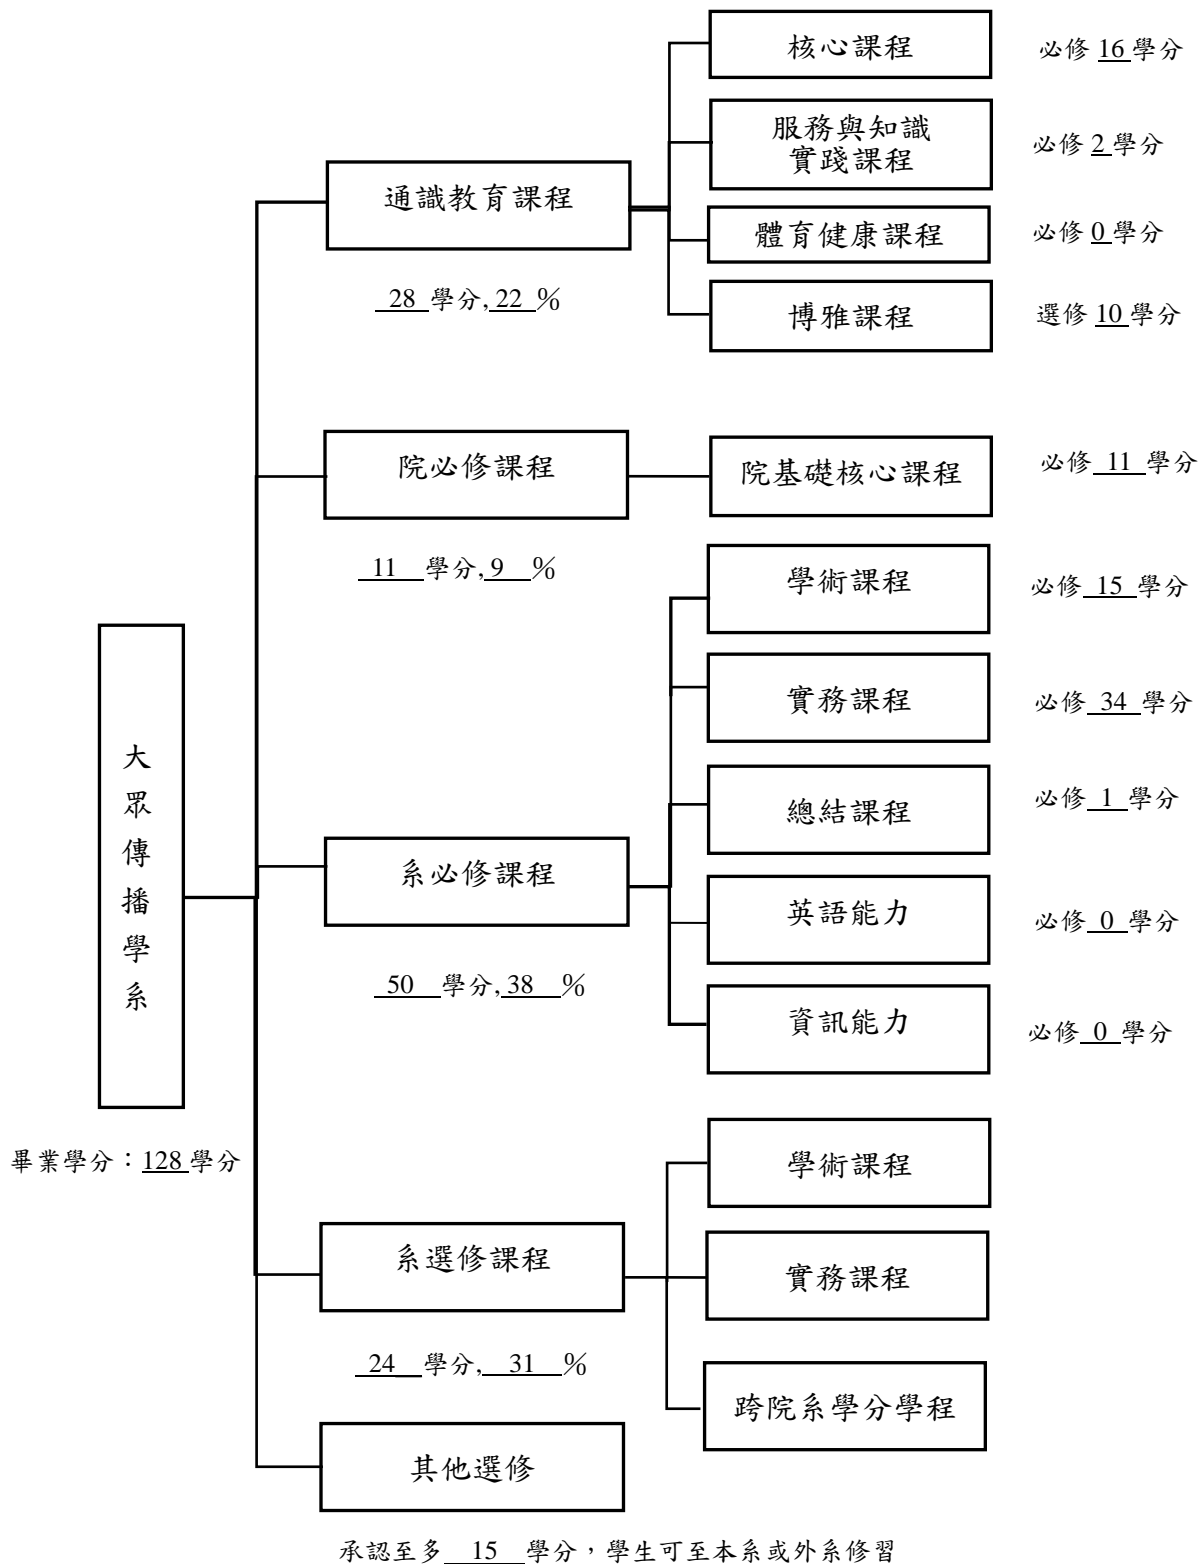 大眾傳播學系
畢業學分：128學分
通識教育課程
28 學分,22 %
核心課程
必修 16 學分
服務與知識
實踐課程
必修 2 學分
體育健康課程
必修 0 學分
博雅課程
選修 10 學分
院必修課程
11 學分,9 %
院基礎核心課程
必修 11 學分
系必修課程
50 學分,38 %
學術課程
必修 15 學分
實務課程
必修 34 學分
總結課程
必修 1 學分
英語能力
必修 0 學分
資訊能力
必修 0 學分
系選修課程
24 學分, 31 %
學術課程
實務課程
跨院系學分學程
其他選修
承認至多 15 學分，學生可至本系或外系修習